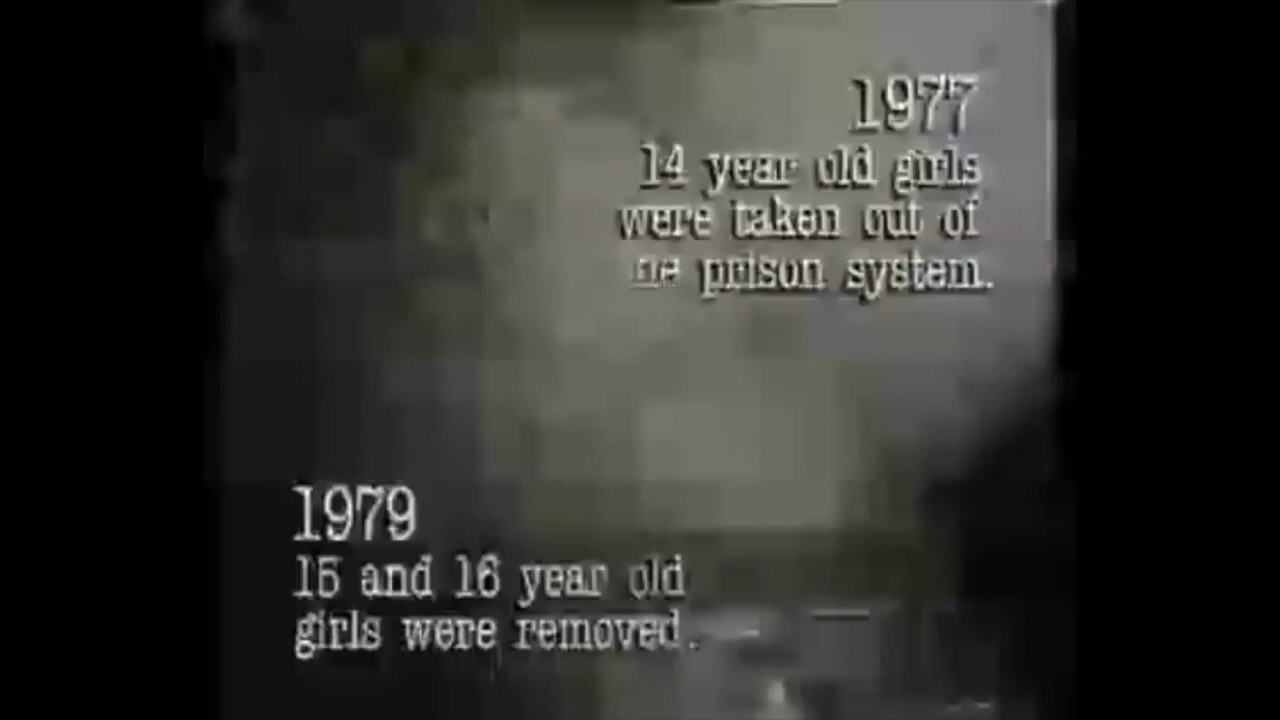 1977
14 year old girls
were taken out of
prison system.
1979
15 and 16 year old
girls were removed.